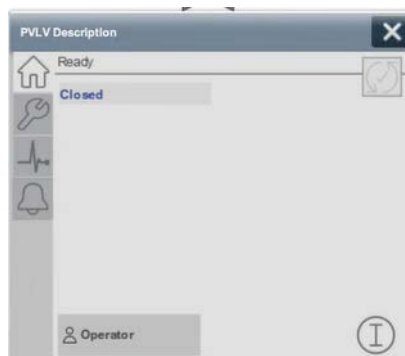 PVLV Description
Ready
Closed
Operator
I